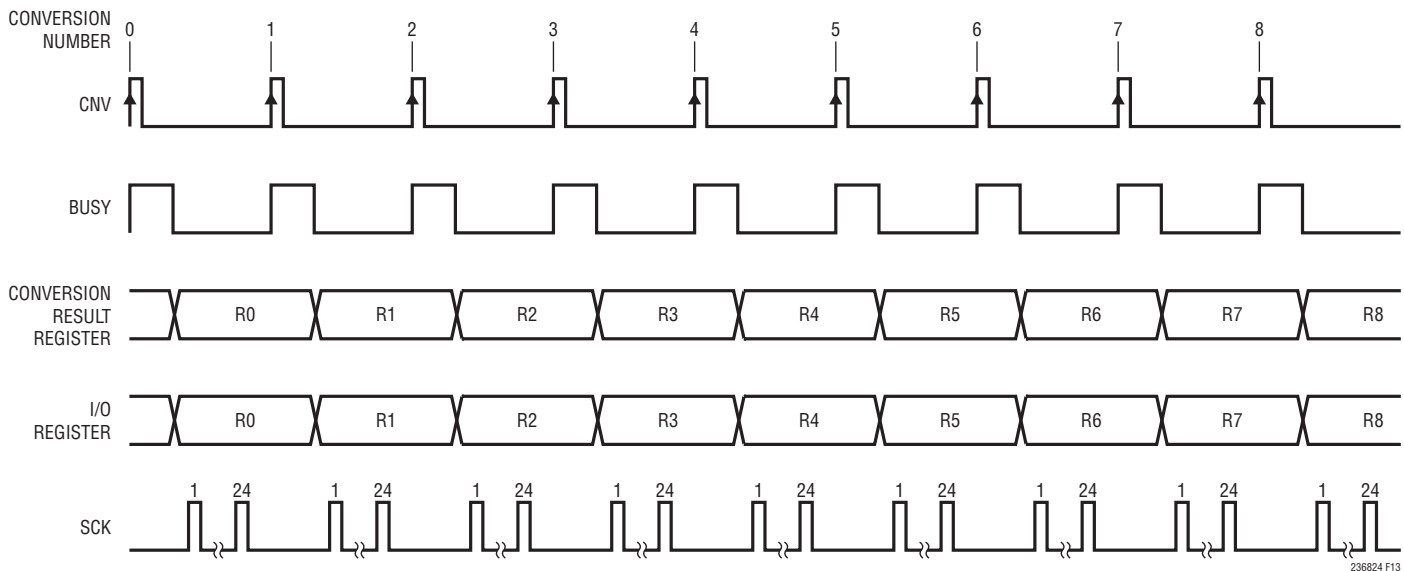 CONVERSION
NUMBER
0 1 2 3 4 5 6 7 8
CNV
BUSY
CONVERSION
RESULT
REGISTER
R0 R1 R2 R3 R4 R5 R6 R7 R8
I/O
REGISTER
R0 R1 R2 R3 R4 R5 R6 R7 R8
1 24 1 24 1 24 1 24 1 24 1 24 1 24 1 24 1 24
SCK
236824 F13